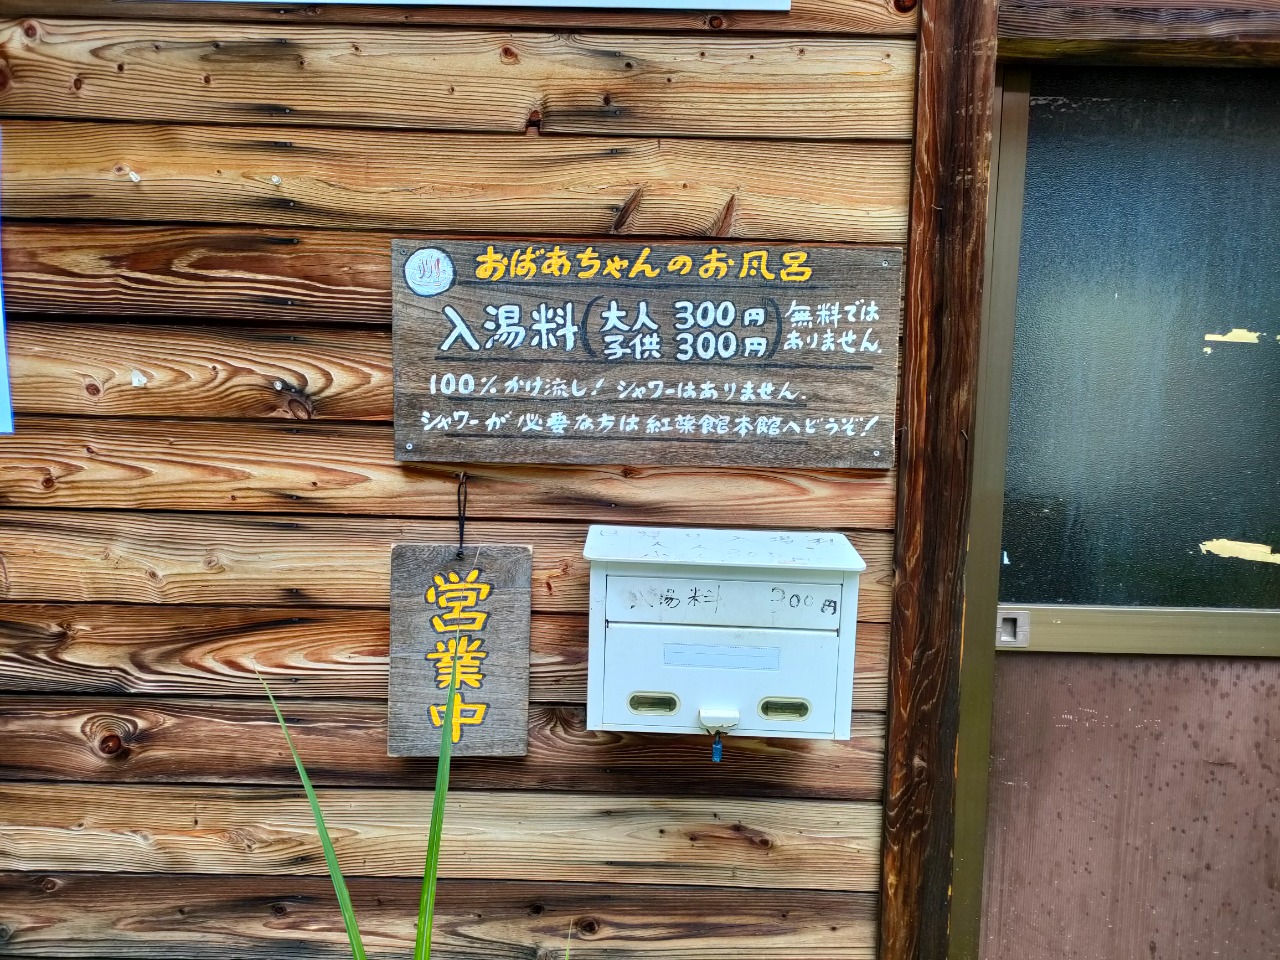 おばあちゃんのお風呂
入湯料(大人 300円 子供 300円)無料ではありません。
100%かけ流し!シャワーはありません。
シャワーが必要な方は紅葉館本館へどうぞ!
営業中
入湯料
入湯料 300円